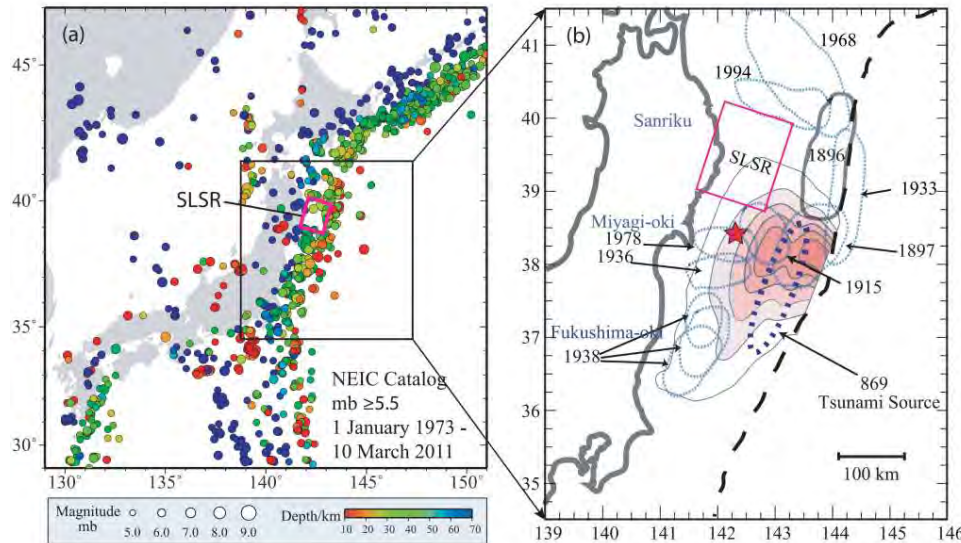 (a)
45°
40°
35°
30°
SLSR
NEIC Catalog
mb ≥5.5
1 January 1973 -
10 March 2011
130° 135° 140° 145° 150°
Magnitude
mb
5.0 6.0 7.0 8.0 9.0
Depth/km
10 20 30 40 50 60 70
(b)
41
40
39
38
37
36
35
1968
1994
Sanriku
SLSR
1896
1933
Miyagi-oki
1978
1936
1897
1915
Fukushima-oki
1938
869
Tsunami Source
100 km
139 140 141 142 143 144 145 146